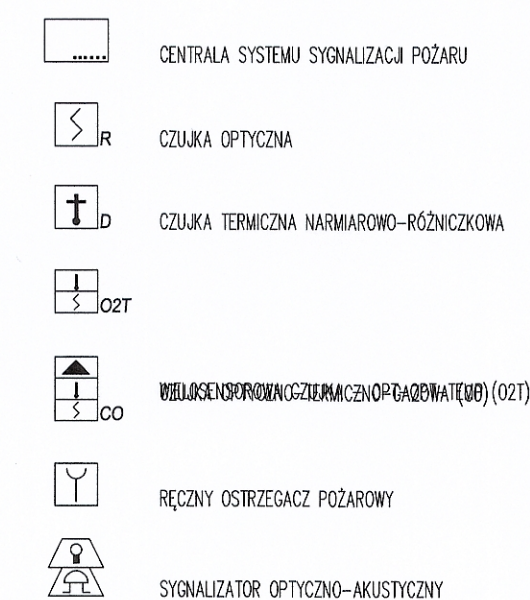 ......
CENTRALA SYSTEMU SYGNALIZACJI POŻARU
R
CZUJKA OPTYCZNA
D
CZUJKA TERMICZNA NARMIAROWO-RÓŻNICZKOWA
O2T
CO
(O2T)
RĘCZNY OSTRZEGACZ POŻAROWY
SYGNALIZATOR OPTYCZNO-AKUSTYCZNY